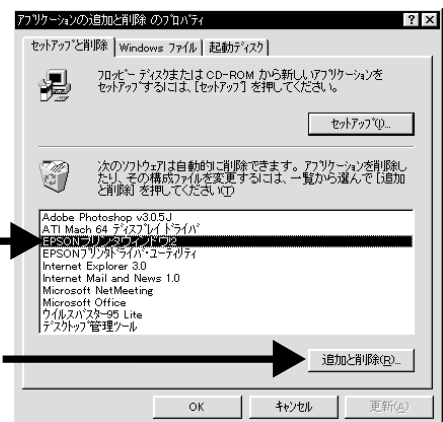 アプリケーションの追加と削除 のプロパティ
セットアップと削除 Windows ファイル 起動ディスク
フロッピー ディスクまたは CD-ROM から新しいアプリケーションを
セットアップするには、[セットアップ] を押してください。
セットアップ(I)...
次のソフトウェアは自動的に削除できます。アプリケーションを削除し
たり、その構成ファイルを変更するには、一覧から選んで [追加
と削除] を押してください(T)
Adobe Photoshop v3.0.5J
ATI Mach 64 ディスプレイ ドライバ
EPSONプリンタウィンドウ!2
EPSONプリンタドライバ・ユーティリティ
Internet Explorer 3.0
Internet Mail and News 1.0
Microsoft NetMeeting
Microsoft Office
ウイルスバスター95 Lite
デスクトップ管理ツール
追加と削除(R)...
OK キャンセル 更新(A)